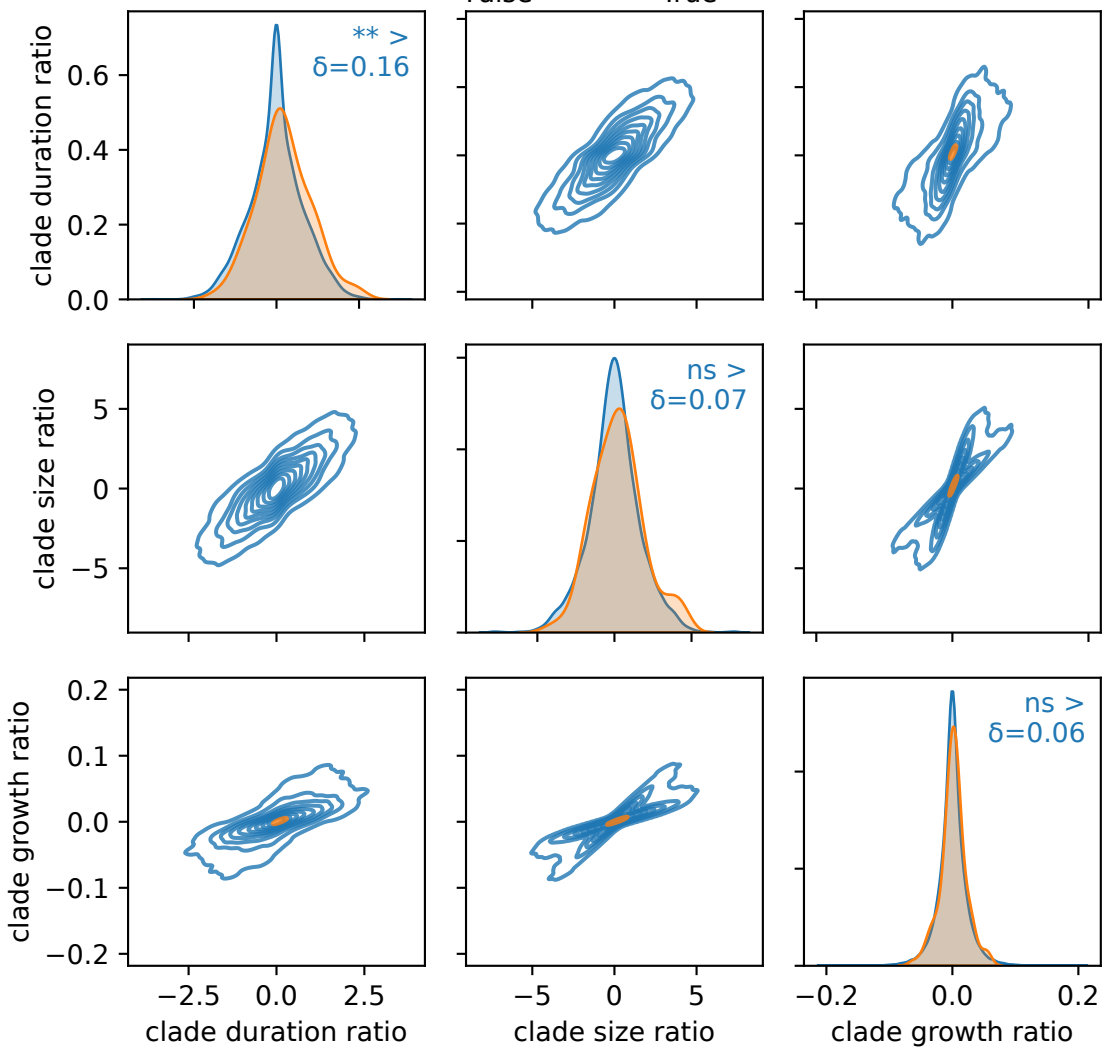 False True
clade duration ratio
0.6
0.4
0.2
0.0
** >
δ=0.16
clade size ratio
5
0
−5
ns >
δ=0.07
clade growth ratio
0.2
0.1
0.0
−0.1
−0.2
ns >
δ=0.06
−2.5 0.0 2.5
clade duration ratio
−5 0 5
clade size ratio
−0.2 0.0 0.2
clade growth ratio